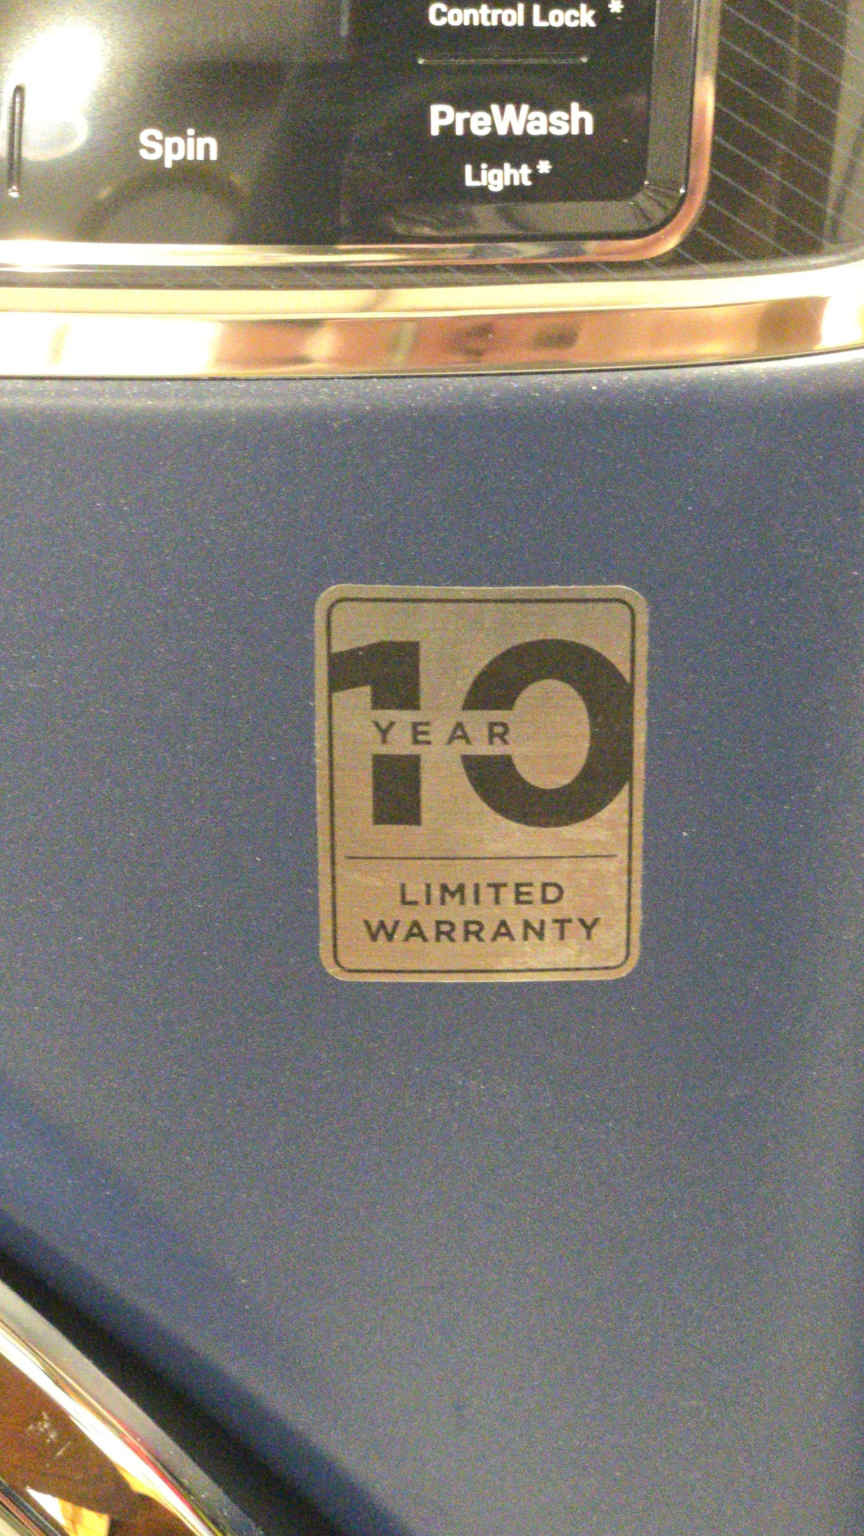 Control Lock *
PreWash
Spin
Light *
10
YEAR
LIMITED
WARRANTY